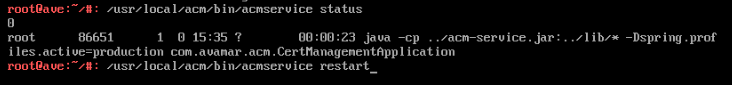 root@ave:~/#: /usr/local/acm/bin/acmservice status
0
root     86651     1  0 15:35 ?        00:00:23 java -cp ../acm-service.jar:../lib/* -Dspring.prof
iles.active=production com.avamar.acm.CertManagementApplication
root@ave:~/#: /usr/local/acm/bin/acmservice restart_